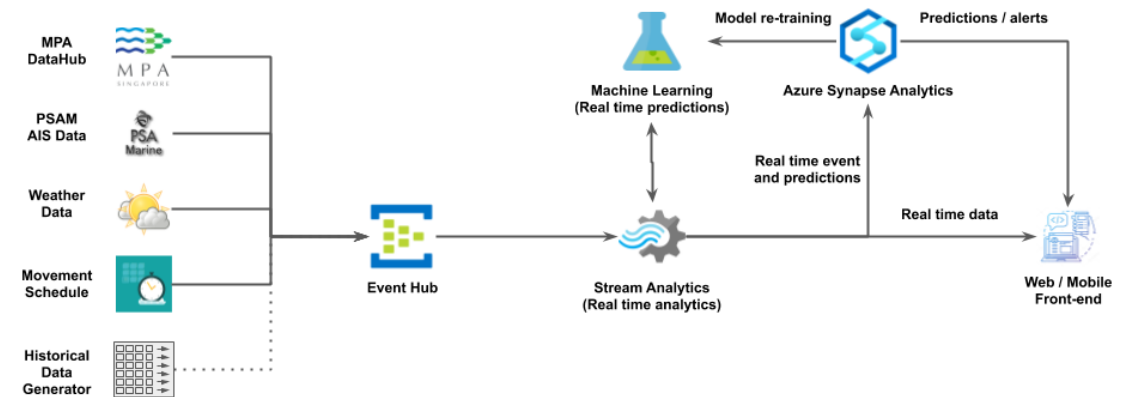 MPA
DataHub
M P A
SINGAPORE
PSAM
AIS Data
PSA
Marine
Weather
Data
Movement
Schedule
Historical
Data
Generator
Event Hub
Machine Learning
(Real time predictions)
Stream Analytics
(Real time analytics)
Model re-training
Predictions / alerts
Azure Synapse Analytics
Real time event
and predictions
Real time data
Web / Mobile
Front-end